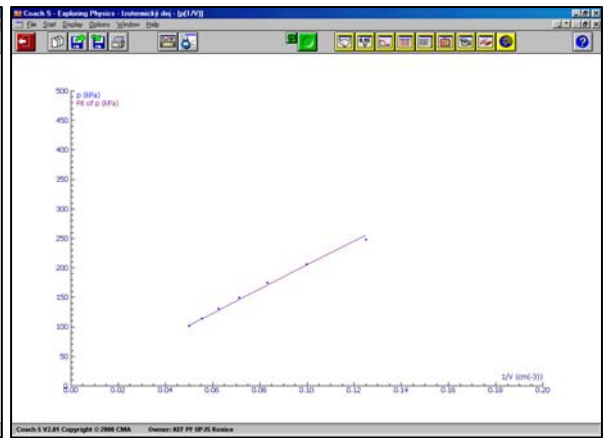 Coach 5 - Exploring Physics - Izotermický dej - [p(1/V)]
File Start Display Options Window Help
500
p (kPa)
Fit of p (kPa)
450
400
350
300
250
200
150
100
50
0
1/V (cm(-3))
0.00 0.02 0.04 0.06 0.08 0.10 0.12 0.14 0.16 0.18 0.20
Coach 5 V2.01 Copyright © 2000 CMA Owner: KEF PF UPJS Kosice